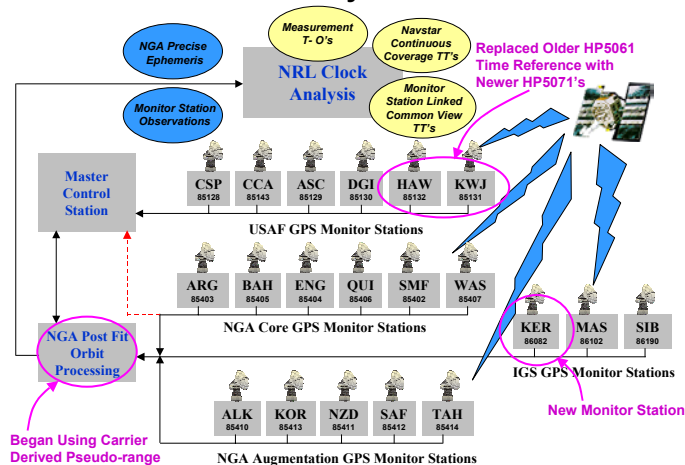 Measurement
T- O's
NGA Precise
Ephemeris
Navstar
Continuous
Coverage TT's
NRL Clock
Analysis
Monitor Station
Observations
Monitor
Station Linked
Common View
TT's
Replaced Older HP5061
Time Reference with
Newer HP5071's
Master
Control
Station
CSP
85128
CCA
85143
ASC
85129
DGI
85130
HAW
85132
KWJ
85131
USAF GPS Monitor Stations
ARG
85403
BAH
85405
ENG
85404
QUI
85406
SMF
85402
WAS
85407
NGA Core GPS Monitor Stations
KER
86082
MAS
86102
SIB
86190
IGS GPS Monitor Stations
NGA Post Fit
Orbit
Processing
New Monitor Station
ALK
85410
KOR
85413
NZD
85411
SAF
85412
TAH
85414
NGA Augmentation GPS Monitor Stations
Began Using Carrier
Derived Pseudo-range